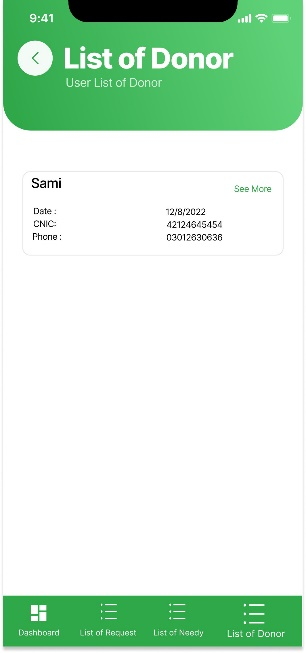 9:41
List of Donor
User List of Donor
Sami
See More
Date : 12/8/2022
CNIC: 42124645454
Phone : 03012630636
Dashboard List of Request List of Needy List of Donor